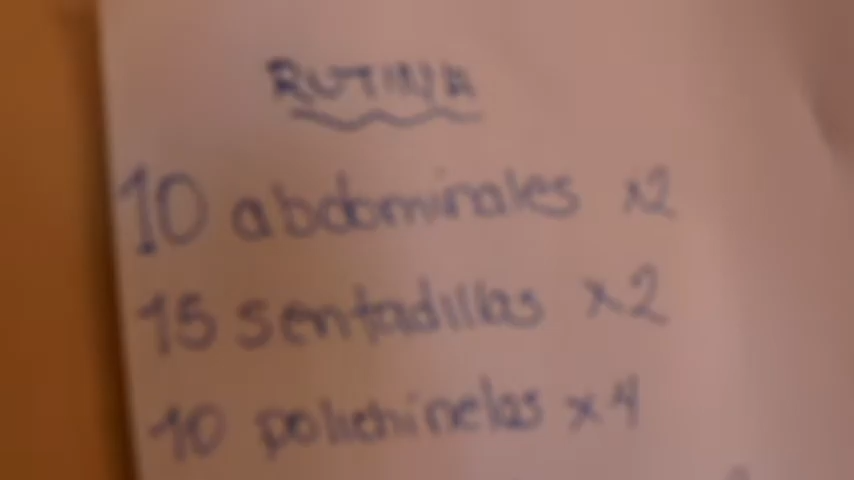 RUTINA
10 abdominales x2
15 sentadillas x2
10 polichinelas x4